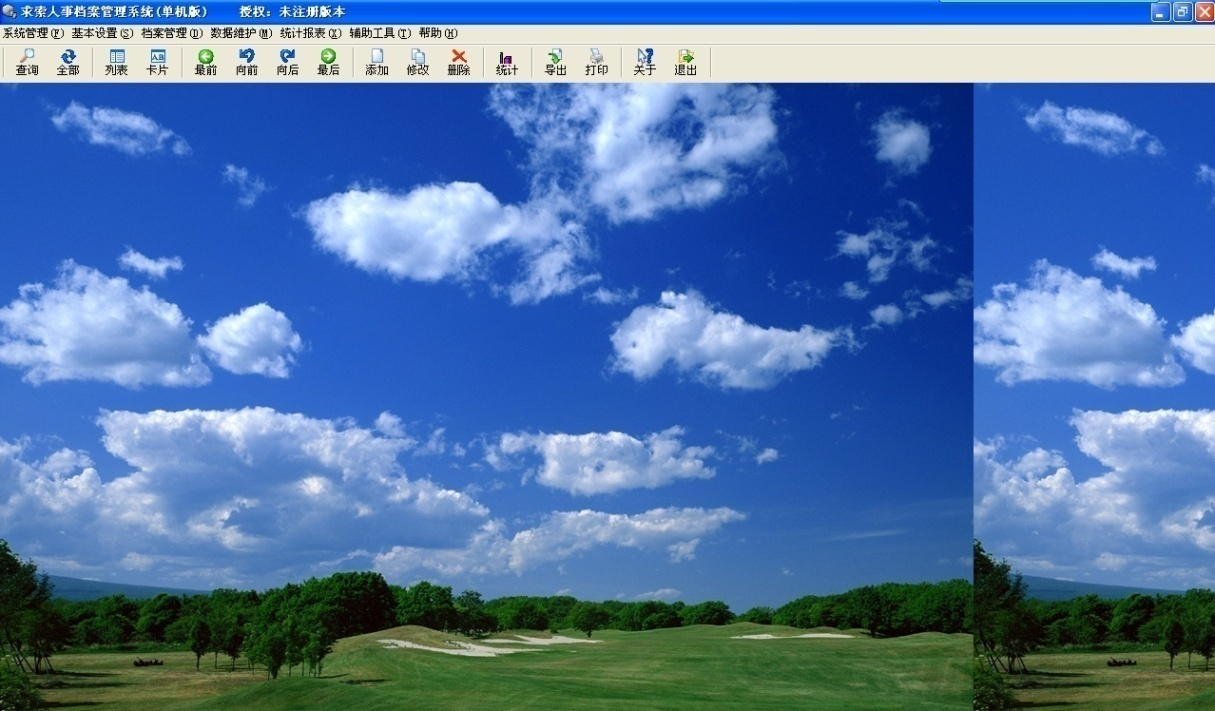 求索人事档案管理系统(单机版) 授权：未注册版本
系统管理(F) 基本设置(S) 档案管理(D) 数据维护(M) 统计报表(X) 辅助工具(T) 帮助(H)
查询 全部 列表 卡片 最前 向前 向后 最后 添加 修改 删除 统计 导出 打印 关于 退出